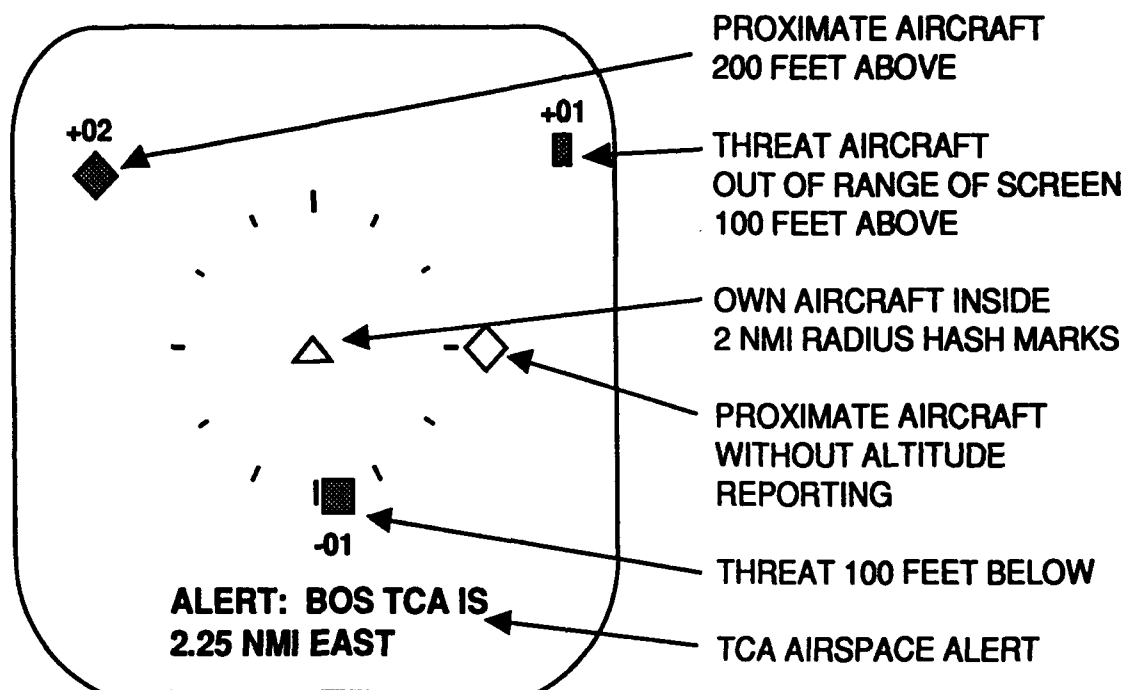 PROXIMATE AIRCRAFT
200 FEET ABOVE
+02
+01
THREAT AIRCRAFT
OUT OF RANGE OF SCREEN
100 FEET ABOVE
OWN AIRCRAFT INSIDE
2 NMI RADIUS HASH MARKS
PROXIMATE AIRCRAFT
WITHOUT ALTITUDE
REPORTING
-01
THREAT 100 FEET BELOW
ALERT: BOS TCA IS
2.25 NMI EAST
TCA AIRSPACE ALERT